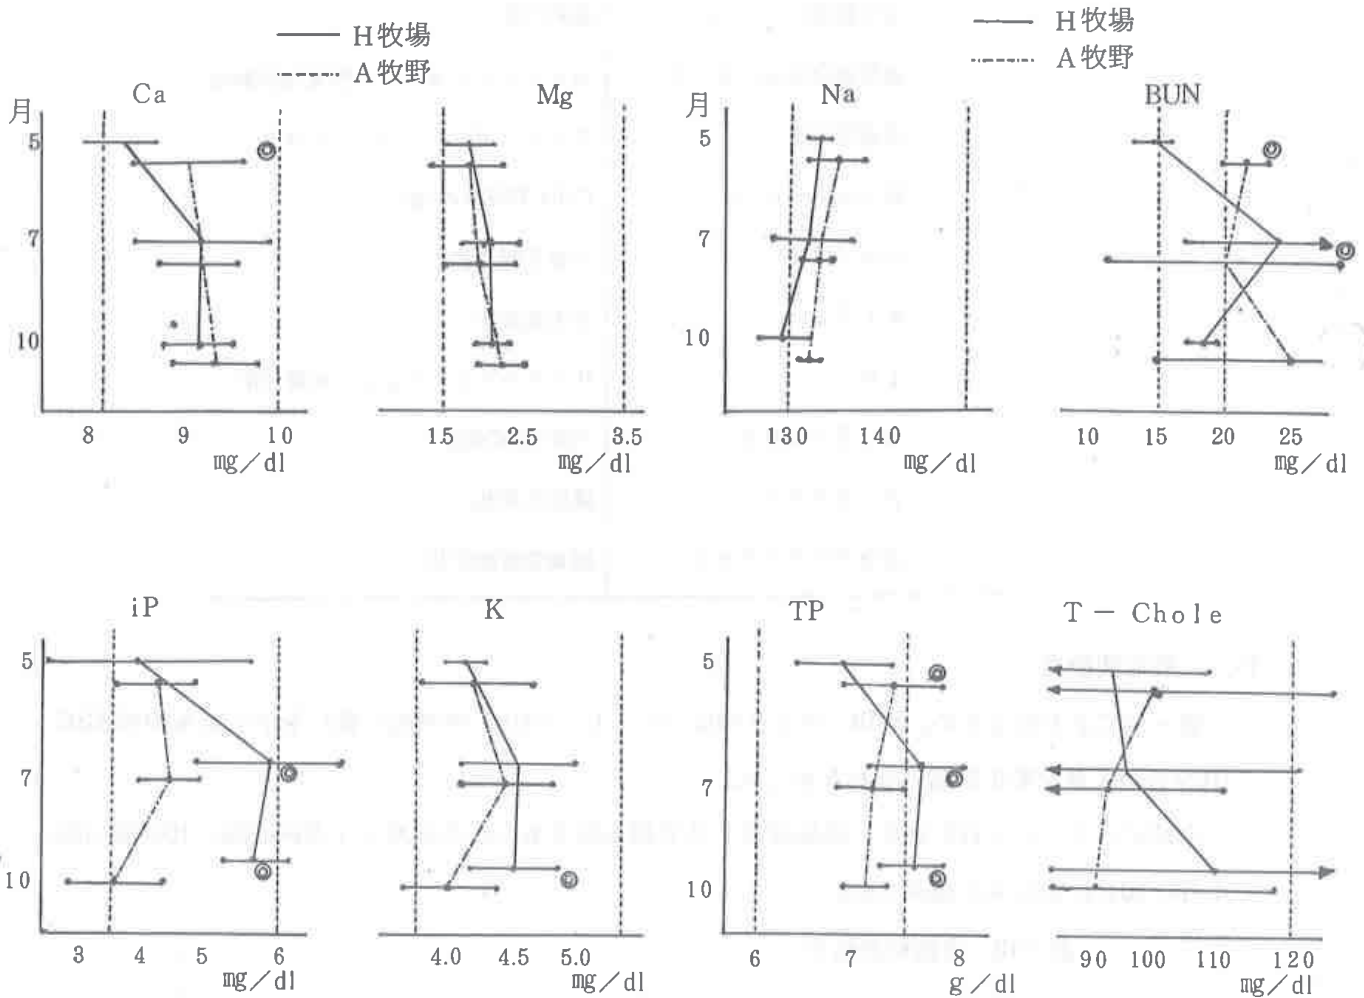 H牧場
A牧野
H牧場
A牧野
Ca
Mg
Na
BUN
月
5
7
10
8 9 10
mg/dl
15 2.5 3.5
mg/dl
月
5
7
10
130 140
mg/dl
10 15 20 25
mg/dl
iP
K
TP
T - Chole
5
7
10
3 4 5 6
mg/dl
4.0 4.5 5.0
mg/dl
5
7
10
6 7 8
g/dl
90 100 110 120
mg/dl